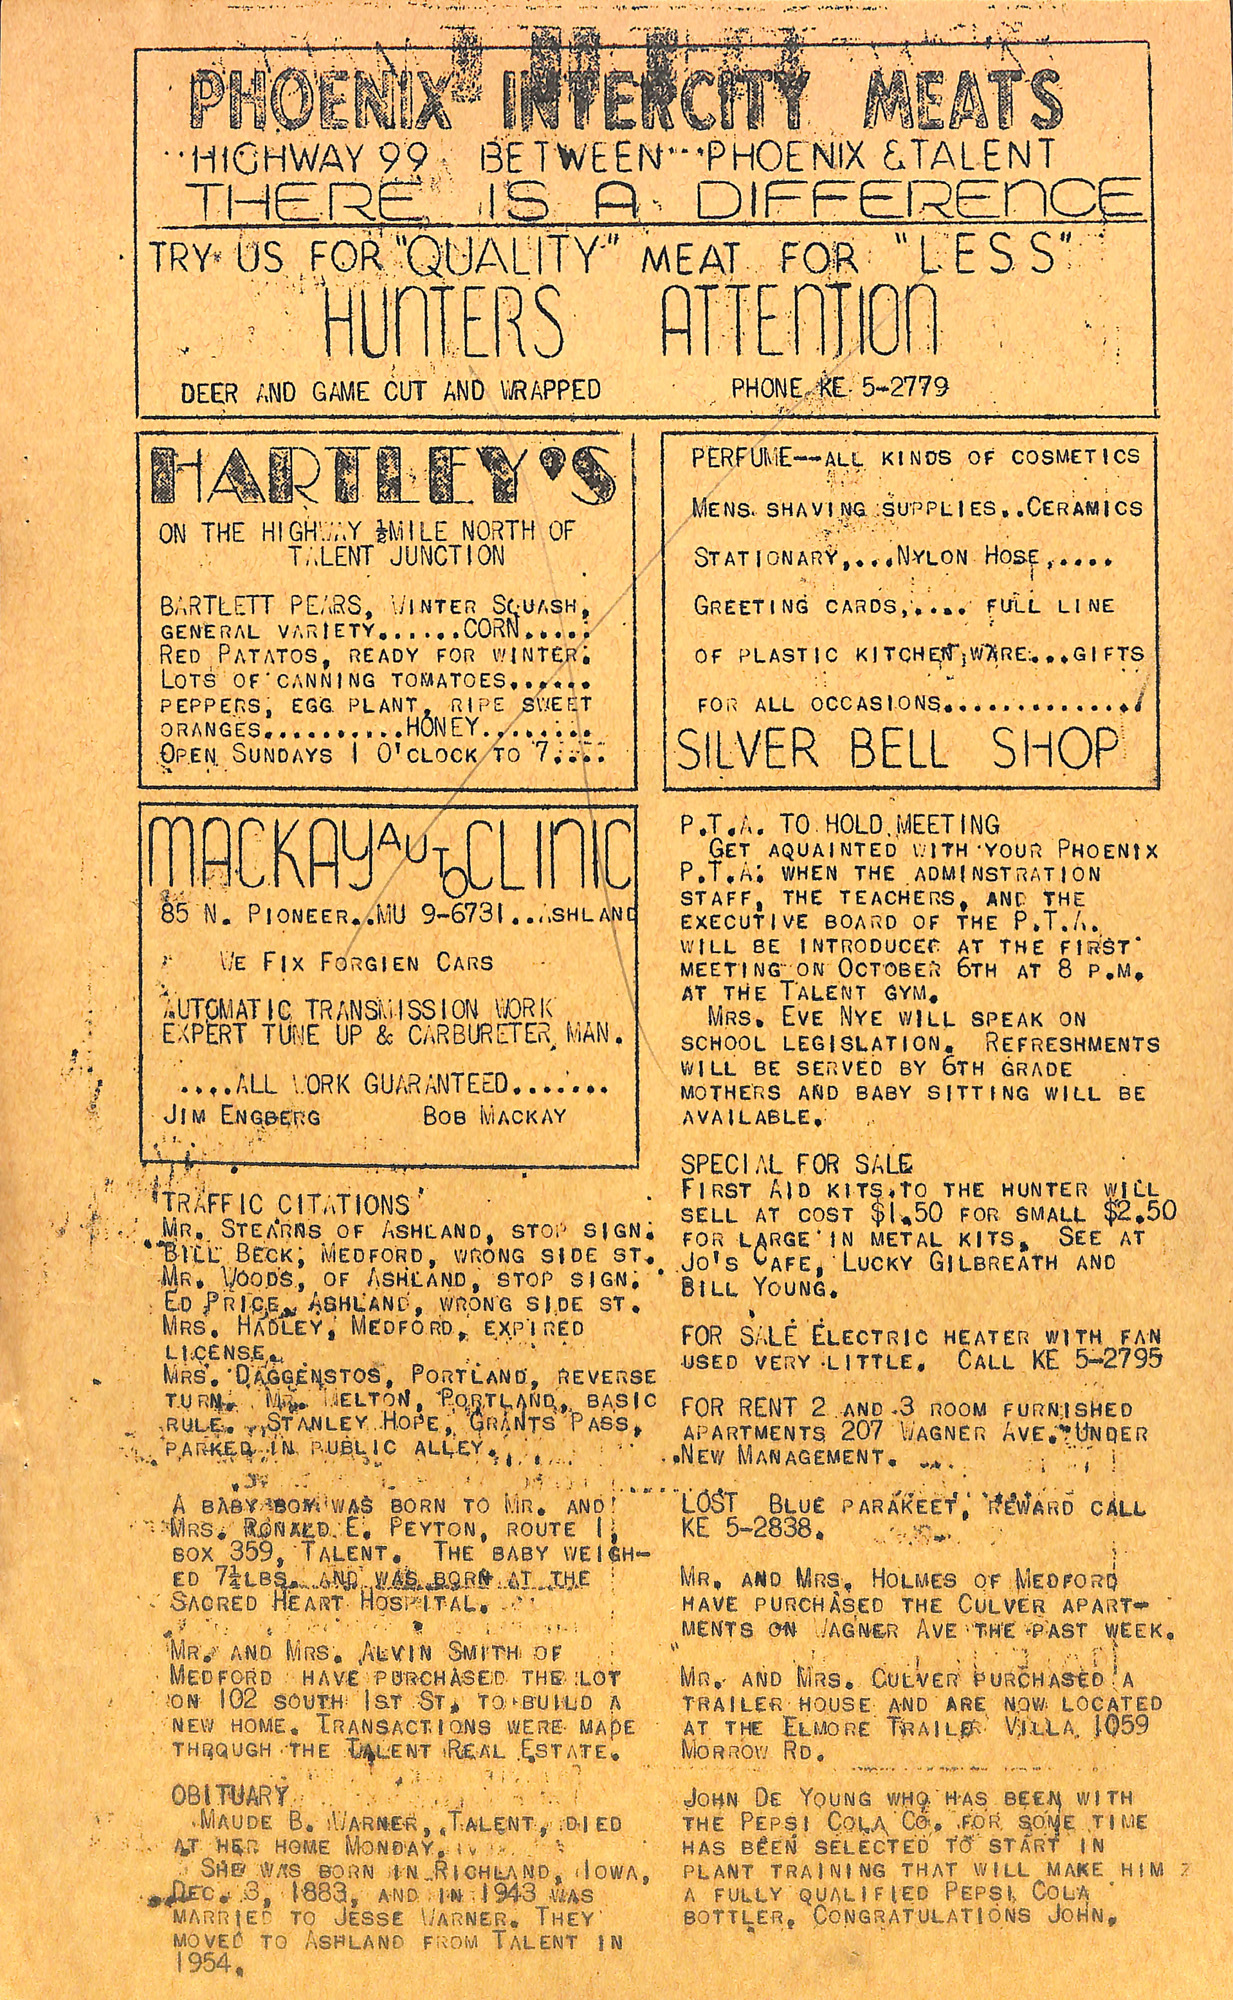 PHOENIX INTERCITY MEATS
HIGHWAY 99 BETWEEN...PHOENIX & TALENT
THERE IS A DIFFERENCE
TRY US FOR "QUALITY" MEAT FOR "LESS"
HUNTERS ATTENTION
DEER AND GAME CUT AND WRAPPED PHONE KE 5-2779
HARTLEY'S
ON THE HIGHWAY ½MILE NORTH OF
TALENT JUNCTION
BARTLETT PEARS, WINTER SQUASH,
GENERAL VARIETY......CORN.....
RED PATATOS, READY FOR WINTER.
LOTS OF CANNING TOMATOES......
PEPPERS, EGG PLANT, RIPE SWEET
ORANGES..........HONEY........
OPEN SUNDAYS 1 O'CLOCK TO 7....
PERFUME--ALL KINDS OF COSMETICS
MENS SHAVING SUPPLIES..CERAMICS
STATIONARY,...NYLON HOSE,....
GREETING CARDS,.... FULL LINE
OF PLASTIC KITCHEN WARE...GIFTS
FOR ALL OCCASIONS..............
SILVER BELL SHOP
MACKAY AUTO CLINIC
85 N. PIONEER..MU 9-6731..ASHLAND
WE FIX FORGIEN CARS
AUTOMATIC TRANSMISSION WORK
EXPERT TUNE UP & CARBURETER MAN.
....ALL WORK GUARANTEED.......
JIM ENGBERG BOB MACKAY
TRAFFIC CITATIONS
MR. STEARNS OF ASHLAND, STOP SIGN.
BILL BECK, MEDFORD, WRONG SIDE ST.
MR. WOODS, OF ASHLAND, STOP SIGN.
ED PRICE, ASHLAND, WRONG SIDE ST.
MRS. HADLEY, MEDFORD, EXPIRED
LICENSE.
MRS. DAGGENSTOS, PORTLAND, REVERSE
TURN. MR. MELTON, PORTLAND, BASIC
RULE. STANLEY HOPE, GRANTS PASS,
PARKED IN PUBLIC ALLEY.
A BABY BOY WAS BORN TO MR. AND
MRS. RONALD E. PEYTON, ROUTE 1,
BOX 359, TALENT. THE BABY WEIGH-
ED 7½LBS. AND WAS BORN AT THE
SACRED HEART HOSPITAL.
MR. AND MRS. ALVIN SMITH OF
MEDFORD HAVE PURCHASED THE LOT
ON 102 SOUTH 1ST ST. TO BUILD A
NEW HOME. TRANSACTIONS WERE MADE
THROUGH THE TALENT REAL ESTATE.
OBITUARY
MAUDE B. WARNER, TALENT, DIED
AT HER HOME MONDAY.
SHE WAS BORN IN RICHLAND, IOWA,
DEC. 3, 1883, AND IN 1943 WAS
MARRIED TO JESSE WARNER. THEY
MOVED TO ASHLAND FROM TALENT IN
1954.
P.T.A. TO HOLD MEETING
GET AQUAINTED WITH YOUR PHOENIX
P.T.A. WHEN THE ADMINSTRATION
STAFF, THE TEACHERS, AND THE
EXECUTIVE BOARD OF THE P.T.A.
WILL BE INTRODUCED AT THE FIRST
MEETING ON OCTOBER 6TH AT 8 P.M.
AT THE TALENT GYM.
MRS. EVE NYE WILL SPEAK ON
SCHOOL LEGISLATION. REFRESHMENTS
WILL BE SERVED BY 6TH GRADE
MOTHERS AND BABY SITTING WILL BE
AVAILABLE.
SPECIAL FOR SALE
FIRST AID KITS TO THE HUNTER WILL
SELL AT COST $1.50 FOR SMALL $2.50
FOR LARGE IN METAL KITS. SEE AT
JO'S CAFE, LUCKY GILBREATH AND
BILL YOUNG.
FOR SALE ELECTRIC HEATER WITH FAN
USED VERY LITTLE. CALL KE 5-2795
FOR RENT 2 AND 3 ROOM FURNISHED
APARTMENTS 207 WAGNER AVE. UNDER
NEW MANAGEMENT.
LOST BLUE PARAKEET, REWARD CALL
KE 5-2838.
MR. AND MRS. HOLMES OF MEDFORD
HAVE PURCHASED THE CULVER APART-
MENTS ON WAGNER AVE THE PAST WEEK.
MR. AND MRS. CULVER PURCHASED A
TRAILER HOUSE AND ARE NOW LOCATED
AT THE ELMORE TRAILER VILLA 1059
MORROW RD.
JOHN DE YOUNG WHO HAS BEEN WITH
THE PEPSI COLA CO. FOR SOME TIME
HAS BEEN SELECTED TO START IN
PLANT TRAINING THAT WILL MAKE HIM
A FULLY QUALIFIED PEPSI COLA
BOTTLER. CONGRATULATIONS JOHN.